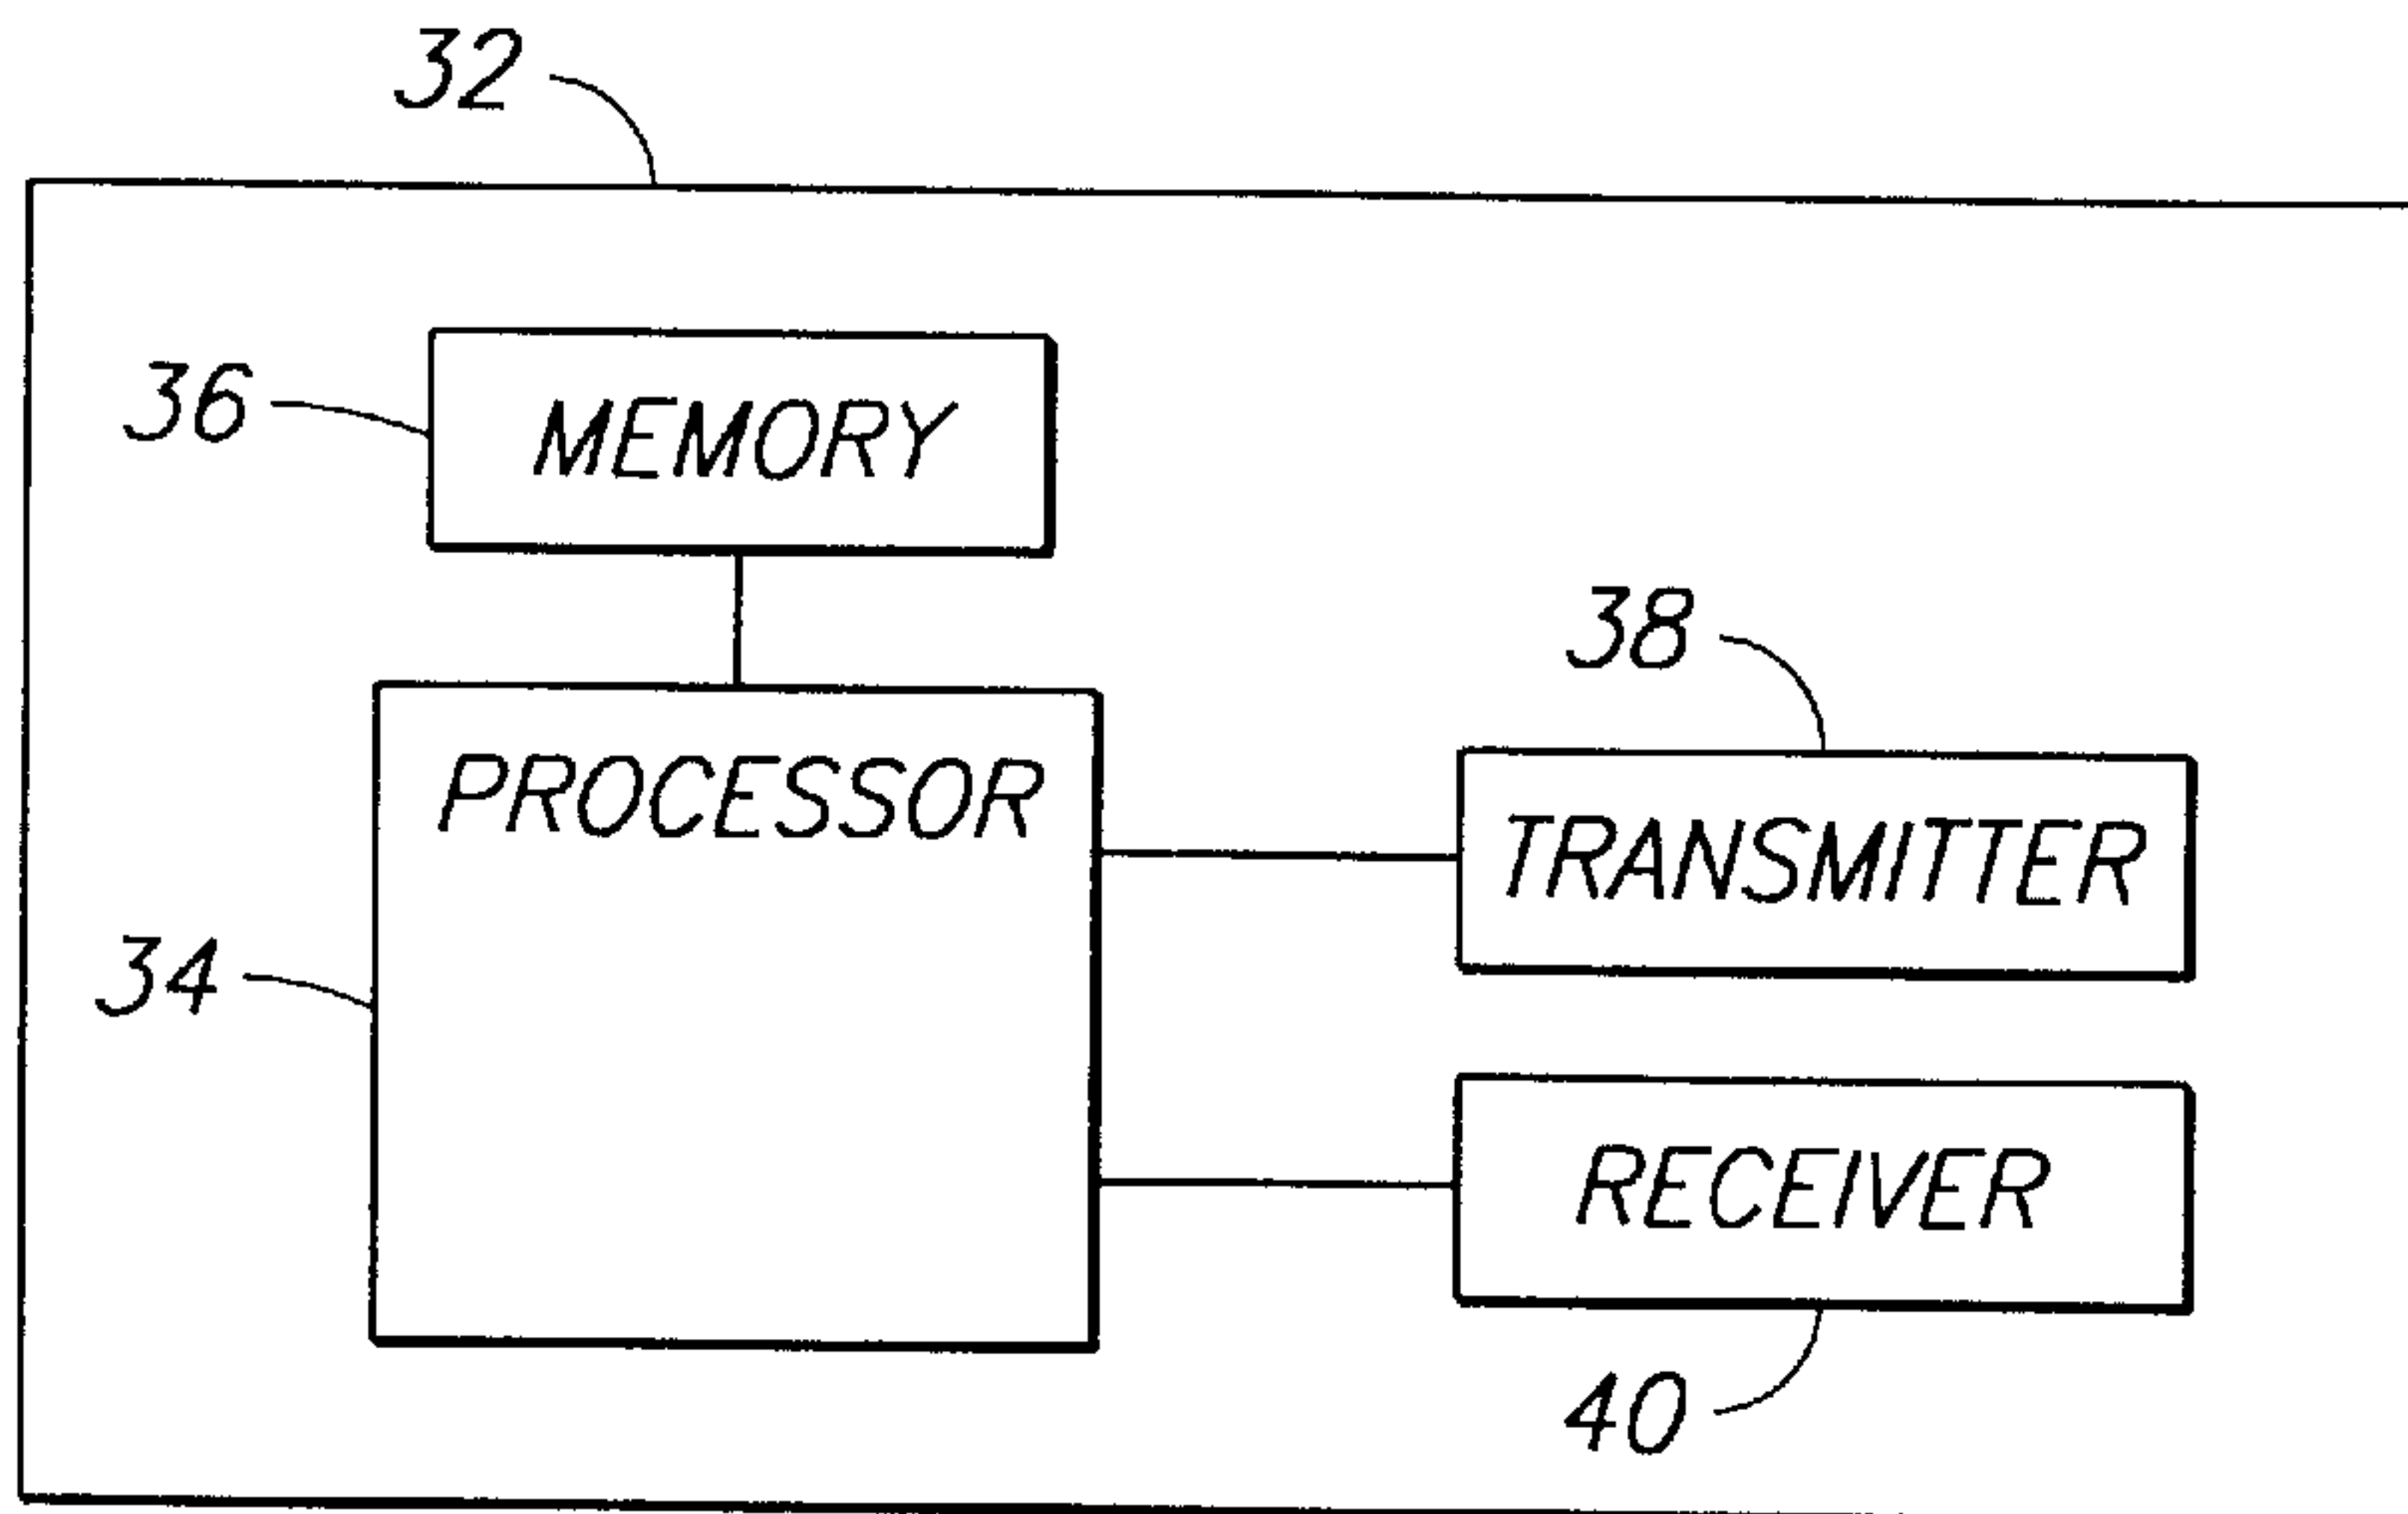 32
36
MEMORY
38
PROCESSOR
TRANSMITTER
34
RECEIVER
40